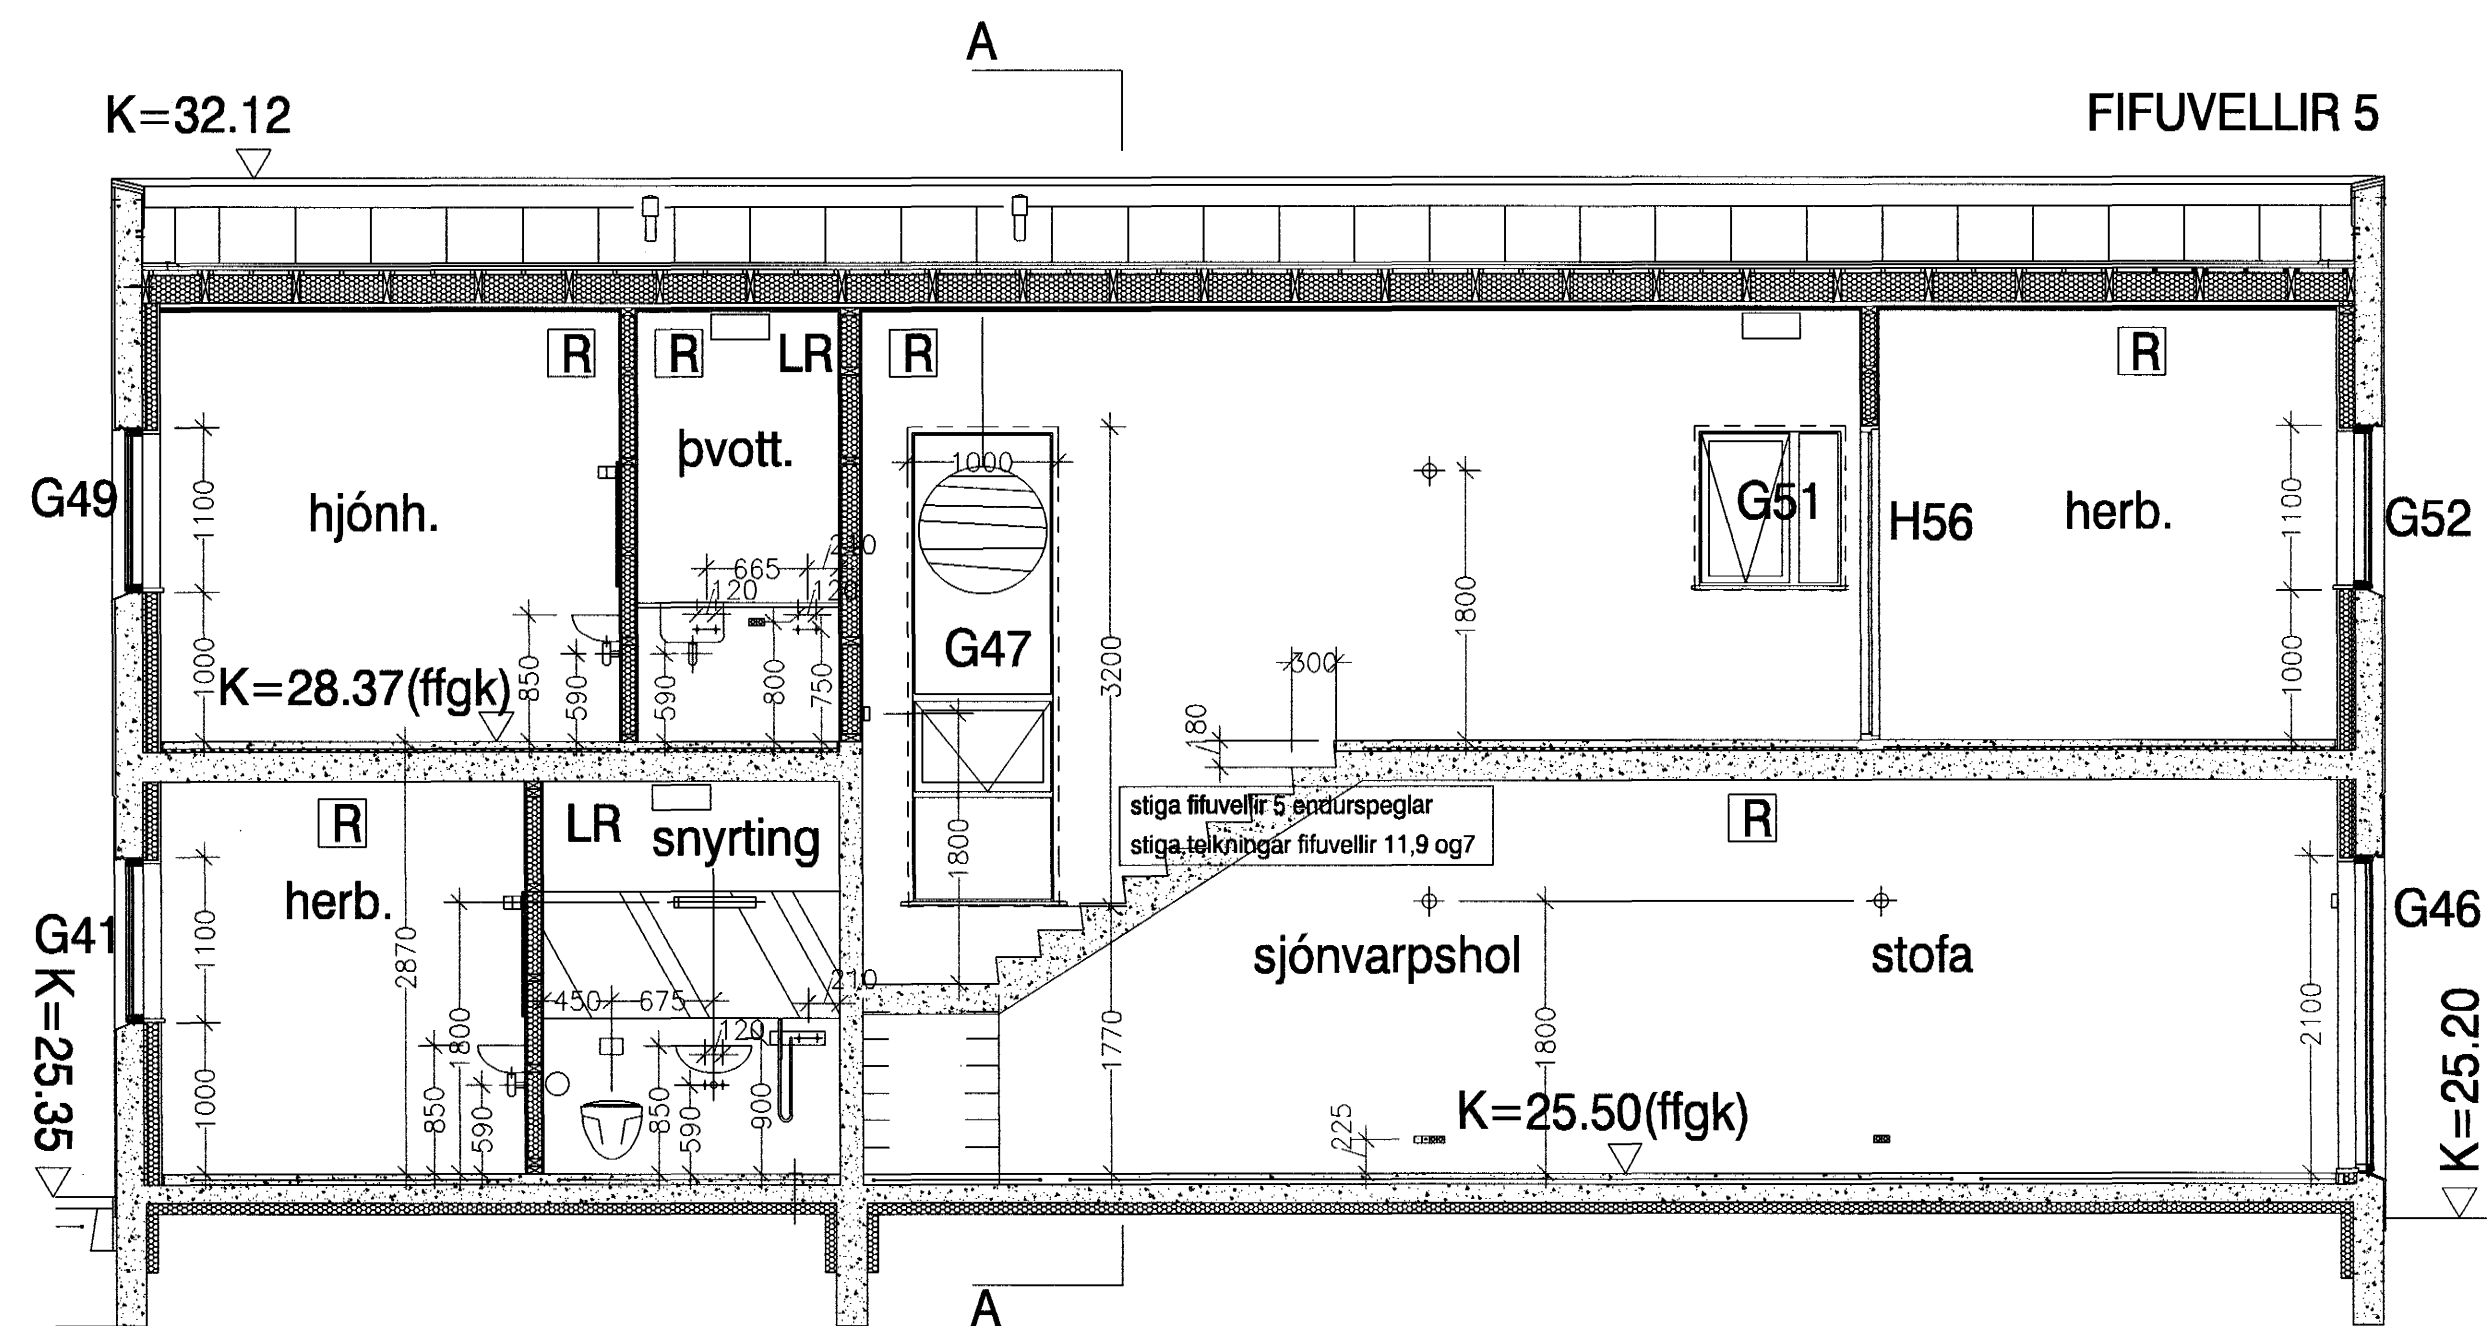 A
K=32.12
FIFUVELLIR 5
R
R
LR
R
R
þvott.
hjónh.
herb.
G49
G47
G51
H56
G52
1000
1100
1000
665
120
850
590
590
800
750
3200
1800
300
180
1100
1000
K=28.37(ffgk)
stiga fifuvellir 5 endurspeglar
stiga telkningar fifuvellir 11,9 og7
R
LR
snyrting
R
herb.
sjónvarpshol
stofa
G41
G46
K=25.35
K=25.20
1100
1000
2870
1800
850
590
450
675
210
120
850
590
900
1800
1770
1800
225
2100
K=25.50(ffgk)
A